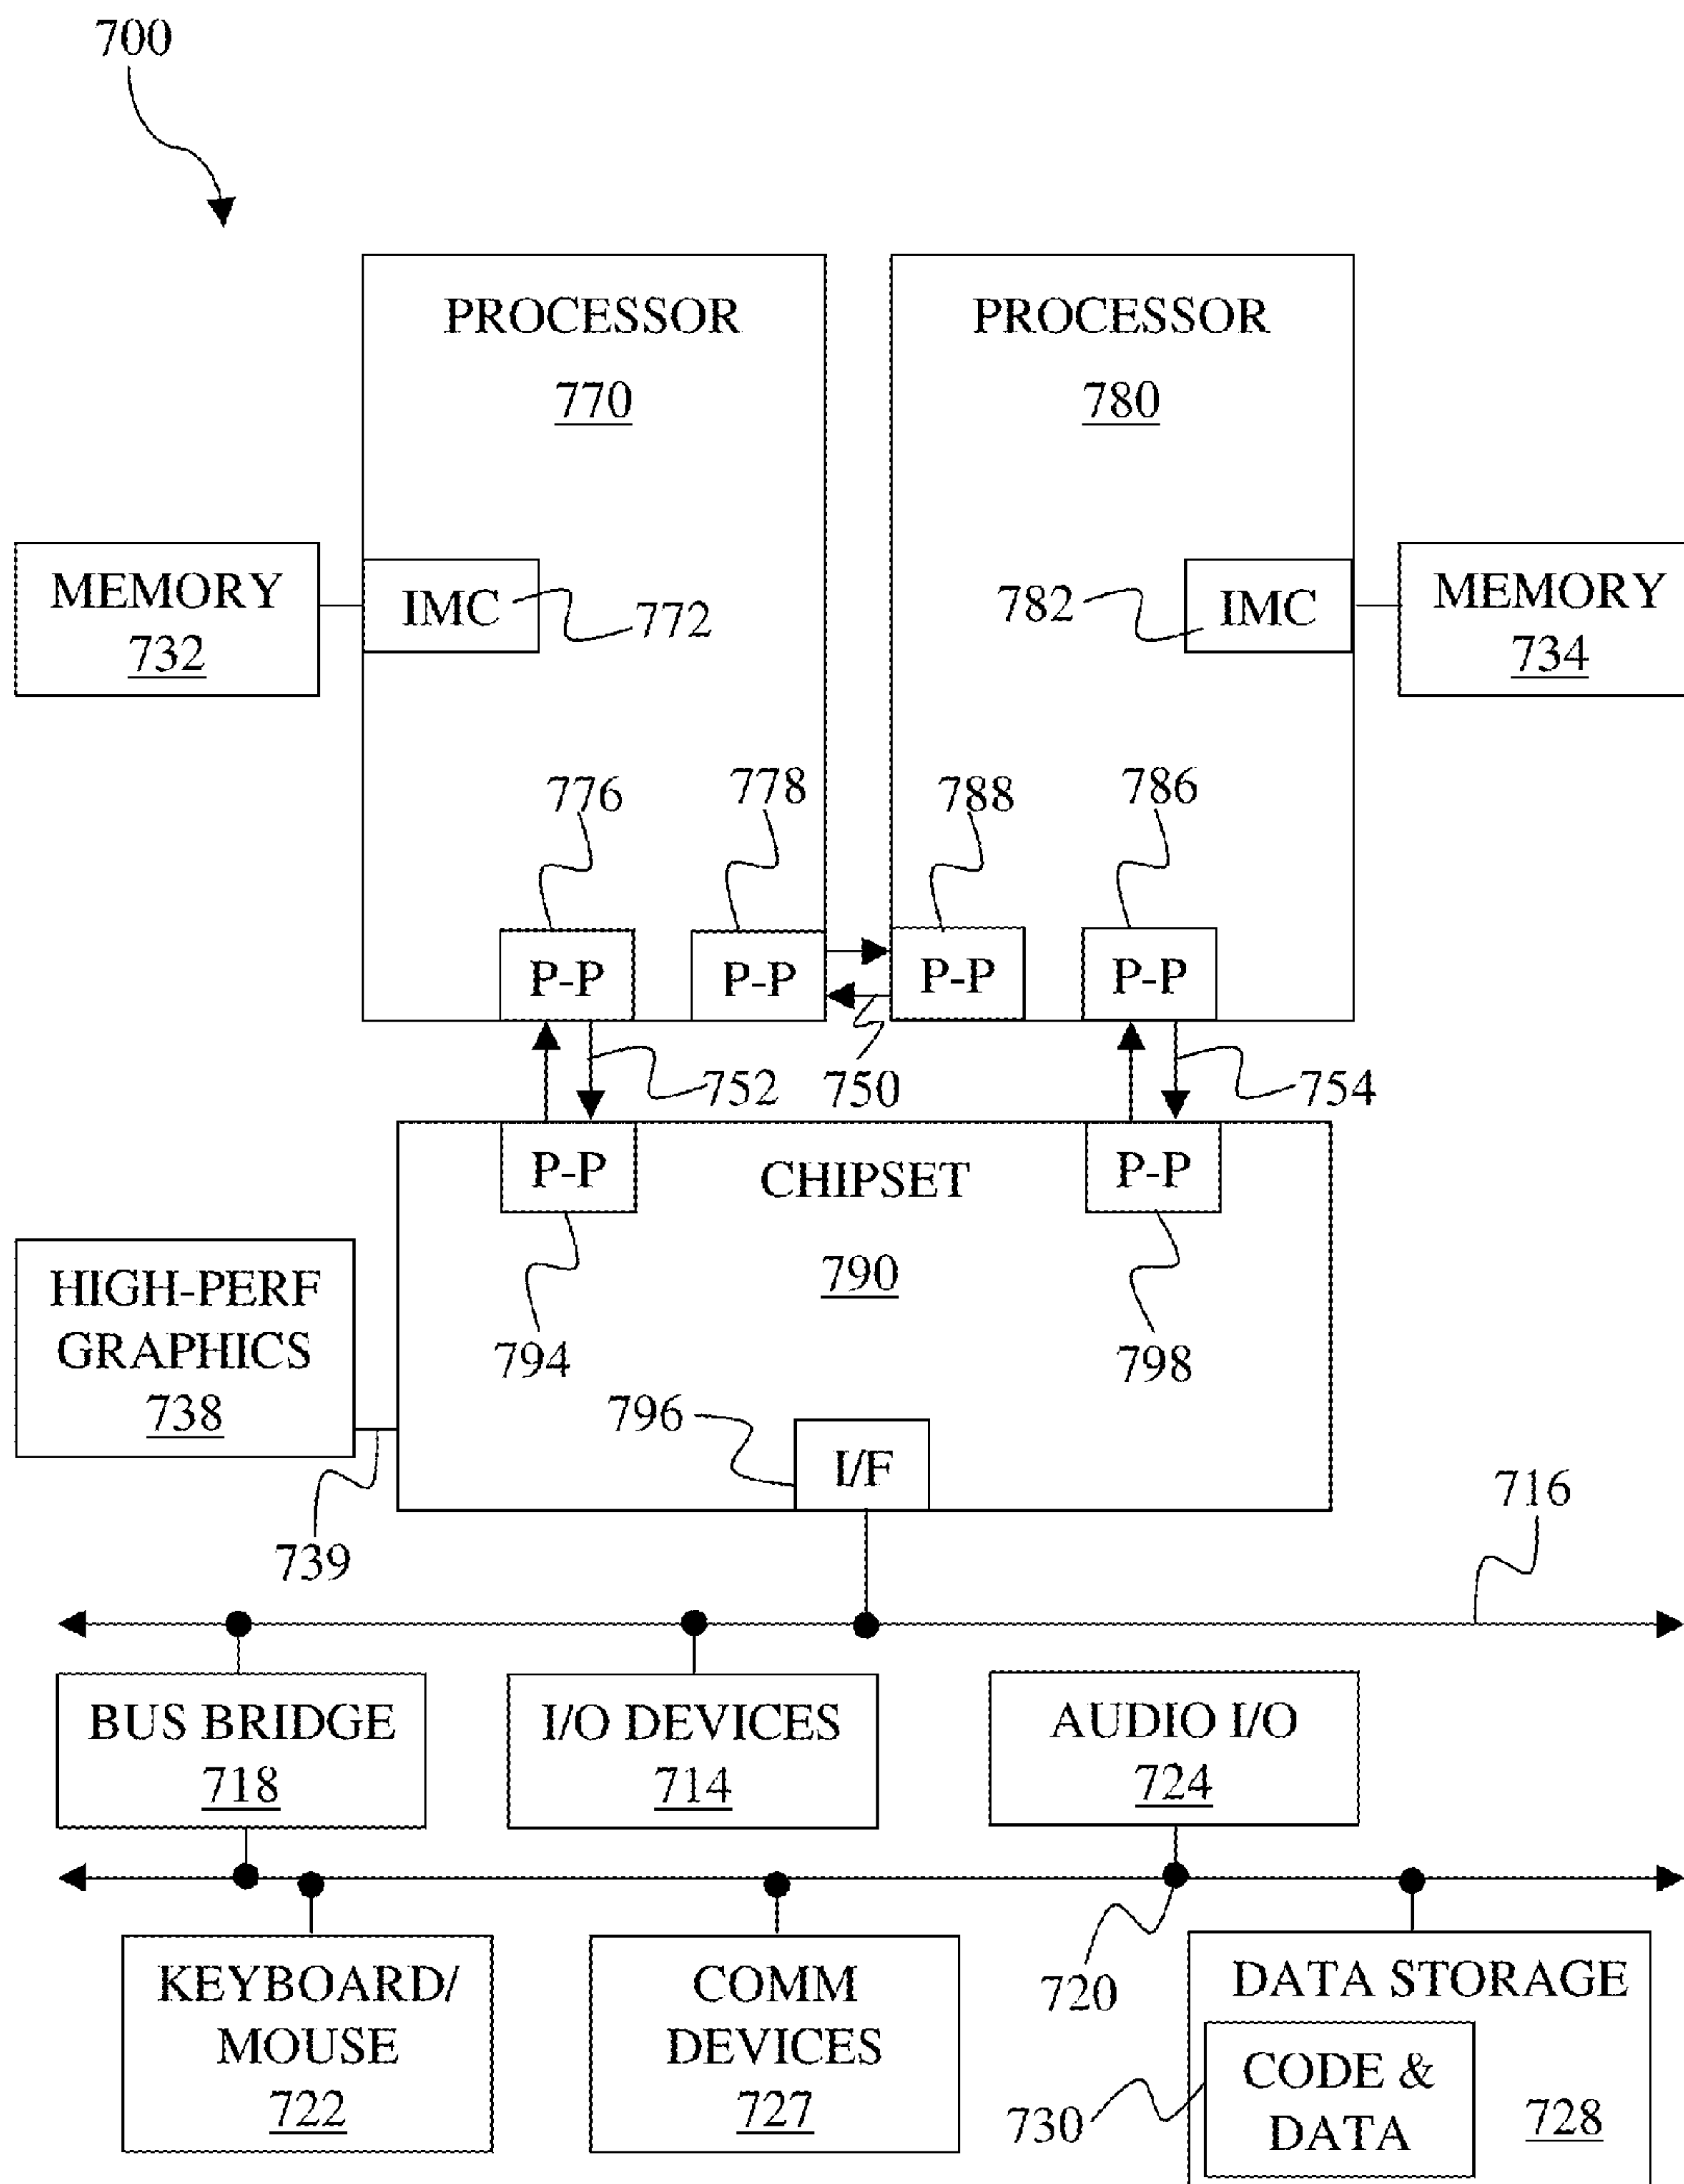 700
PROCESSOR
770
PROCESSOR
780
MEMORY
732
IMC
772
782
IMC
MEMORY
734
776
778
788
786
P-P
P-P
P-P
P-P
752
750
754
P-P
CHIPSET
P-P
790
HIGH-PERF
GRAPHICS
738
794
798
796
I/F
739
716
BUS BRIDGE
718
I/O DEVICES
714
AUDIO I/O
724
KEYBOARD/
MOUSE
722
COMM
DEVICES
727
720
DATA STORAGE
CODE &
DATA
730
728